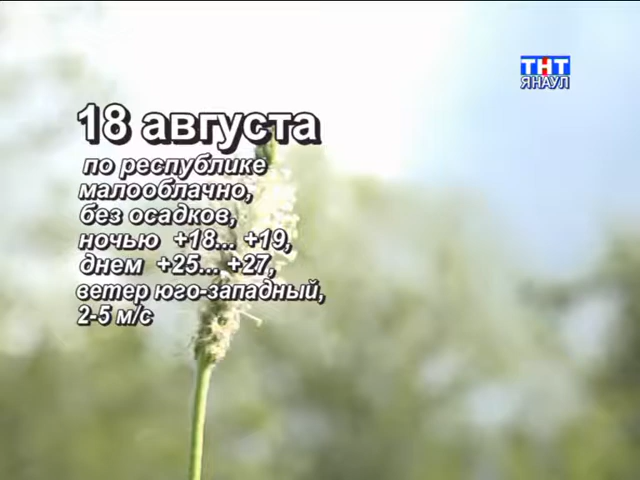 ТНТ
ЯНАУЛ
18 августа
по республике
малооблачно,
без осадков,
ночью +18... +19,
днем +25... +27,
ветер юго-западный,
2-5 м/с